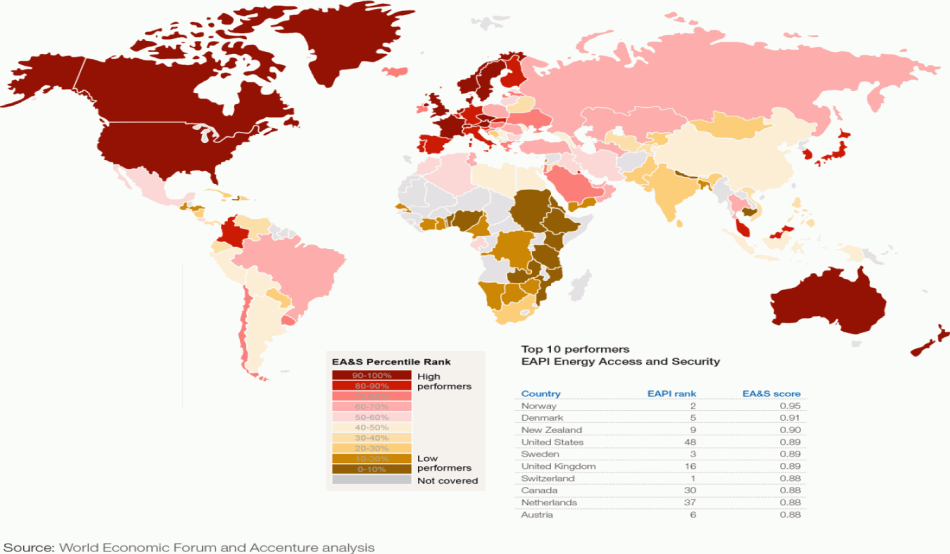 Top 10 performers
EAPI Energy Access and Security
EA&S Percentile Rank
90-100% High
80-90% performers
60-70%
50-60%
40-50%
30-40%
20-30%
10-20% Low
0-10% performers
Not covered
Country EAPI rank EA&S score
Norway 2 0.95
Denmark 5 0.91
New Zealand 9 0.90
United States 48 0.89
Sweden 3 0.89
United Kingdom 16 0.89
Switzerland 1 0.88
Canada 30 0.88
Netherlands 37 0.88
Austria 6 0.88
Source: World Economic Forum and Accenture analysis